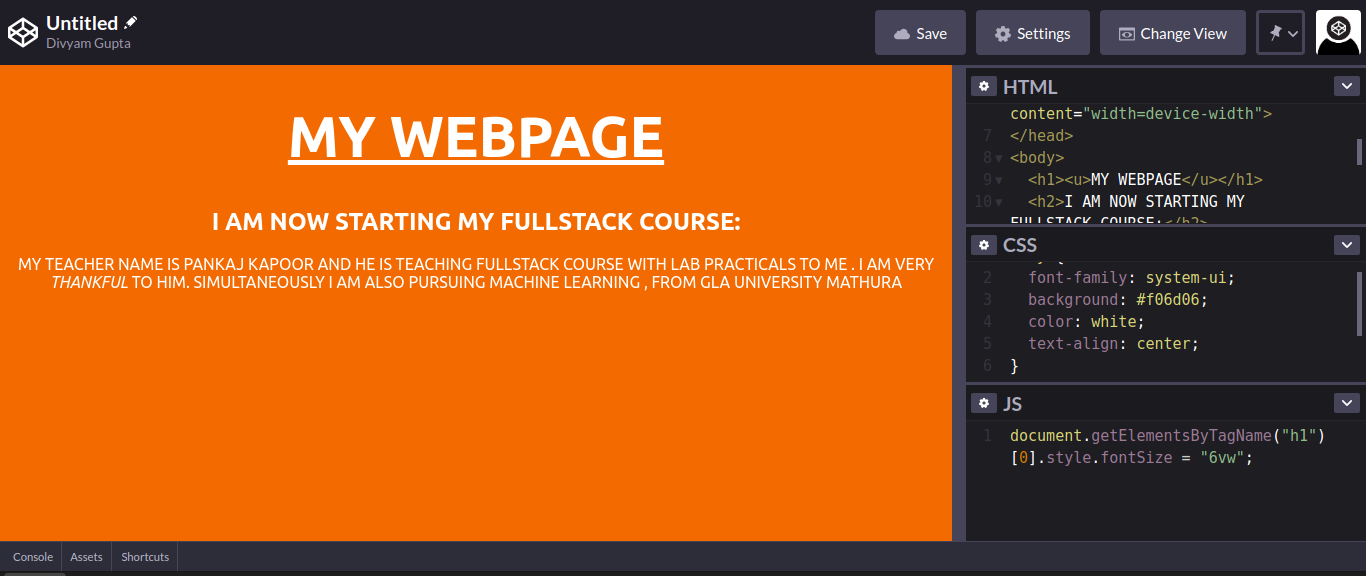 Untitled
Divyam Gupta
Save
Settings
Change View
MY WEBPAGE
I AM NOW STARTING MY FULLSTACK COURSE:
MY TEACHER NAME IS PANKAJ KAPOOR AND HE IS TEACHING FULLSTACK COURSE WITH LAB PRACTICALS TO ME . I AM VERY
THANKFUL TO HIM. SIMULTANEOUSLY I AM ALSO PURSUING MACHINE LEARNING , FROM GLA UNIVERSITY MATHURA
HTML
content="width=device-width">
7 </head>
8 <body>
9 <h1><u>MY WEBPAGE</u></h1>
10 <h2>I AM NOW STARTING MY
FULLSTACK COURSE:</h2>
CSS
2 font-family: system-ui;
3 background: #f06d06;
4 color: white;
5 text-align: center;
6 }
JS
1 document.getElementsByTagName("h1")
[0].style.fontSize = "6vw";
Console
Assets
Shortcuts